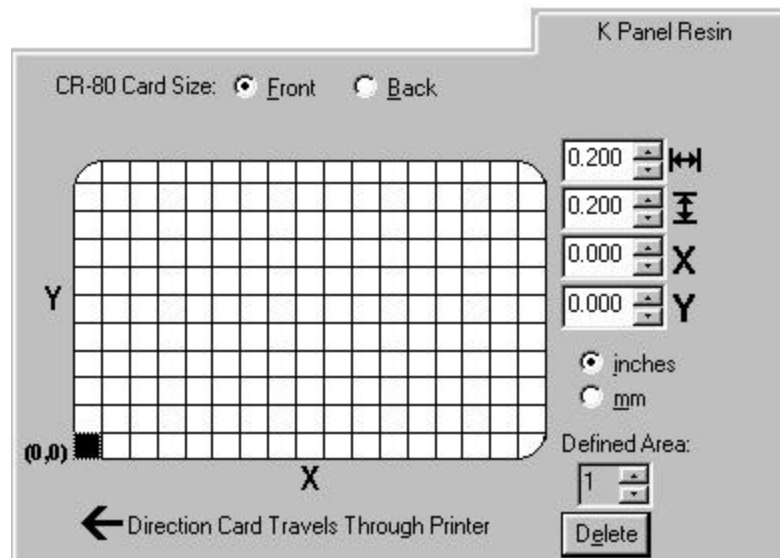 K Panel Resin
CR-80 Card Size: Front Back
0.200
0.200
0.000 X
0.000 Y
Y
inches
mm
(0,0)
X
Defined Area:
1
Direction Card Travels Through Printer
Delete